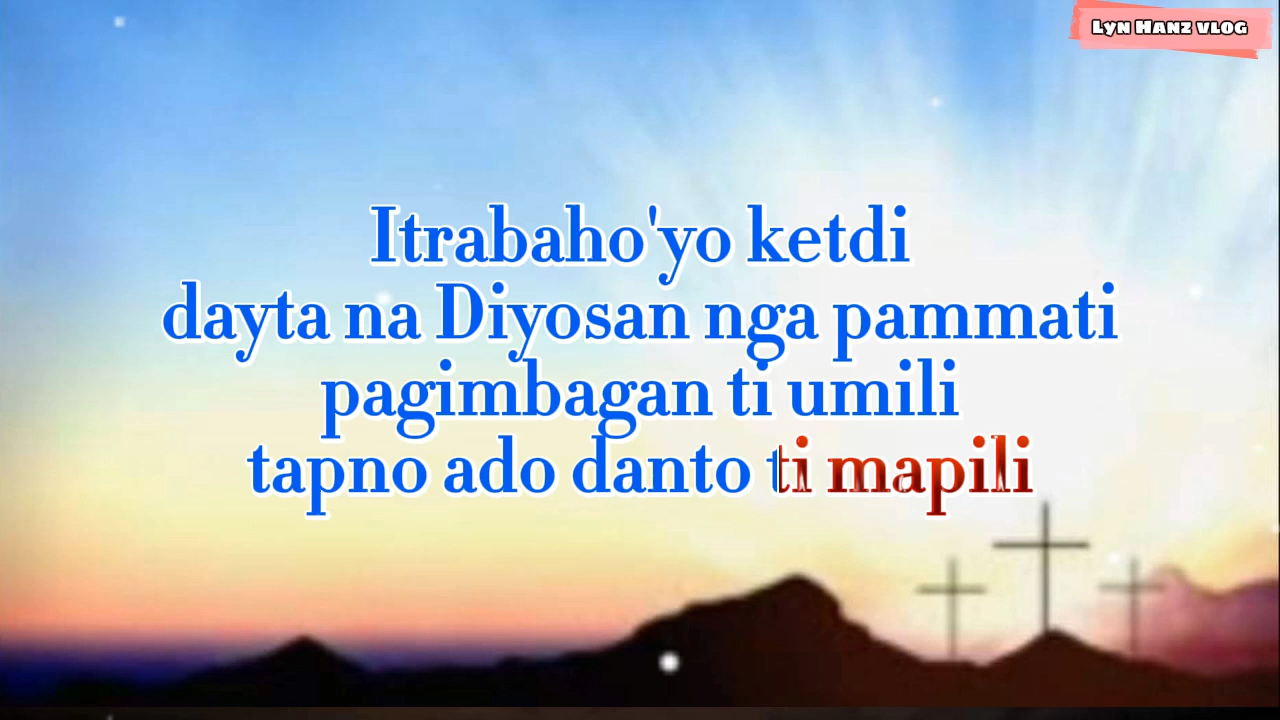 Lyn Hanz vlog
Itrabaho'yo ketdi
dayta na Diyosan nga pammati
pagimbagan ti umili
tapno ado danto ti mapili